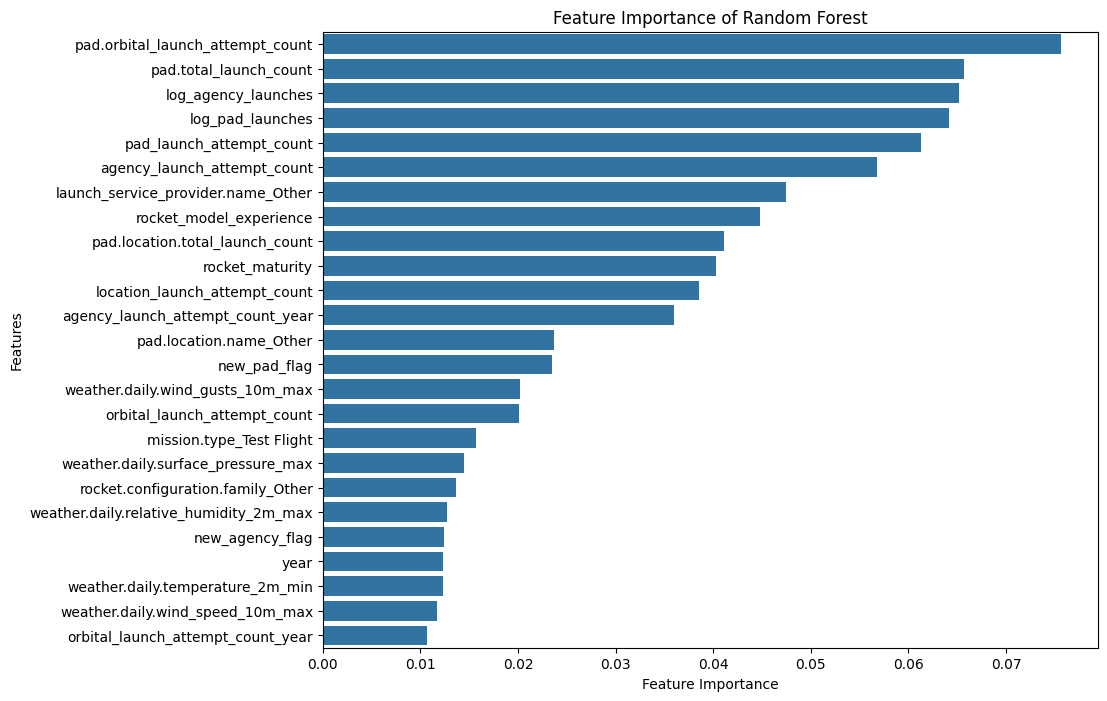 Feature Importance of Random Forest
pad.orbital_launch_attempt_count
pad.total_launch_count
log_agency_launches
log_pad_launches
pad_launch_attempt_count
agency_launch_attempt_count
launch_service_provider.name_Other
rocket_model_experience
pad.location.total_launch_count
rocket_maturity
location_launch_attempt_count
agency_launch_attempt_count_year
pad.location.name_Other
new_pad_flag
weather.daily.wind_gusts_10m_max
orbital_launch_attempt_count
mission.type_Test Flight
weather.daily.surface_pressure_max
rocket.configuration.family_Other
weather.daily.relative_humidity_2m_max
new_agency_flag
year
weather.daily.temperature_2m_min
weather.daily.wind_speed_10m_max
orbital_launch_attempt_count_year
Features
0.00 0.01 0.02 0.03 0.04 0.05 0.06 0.07
Feature Importance